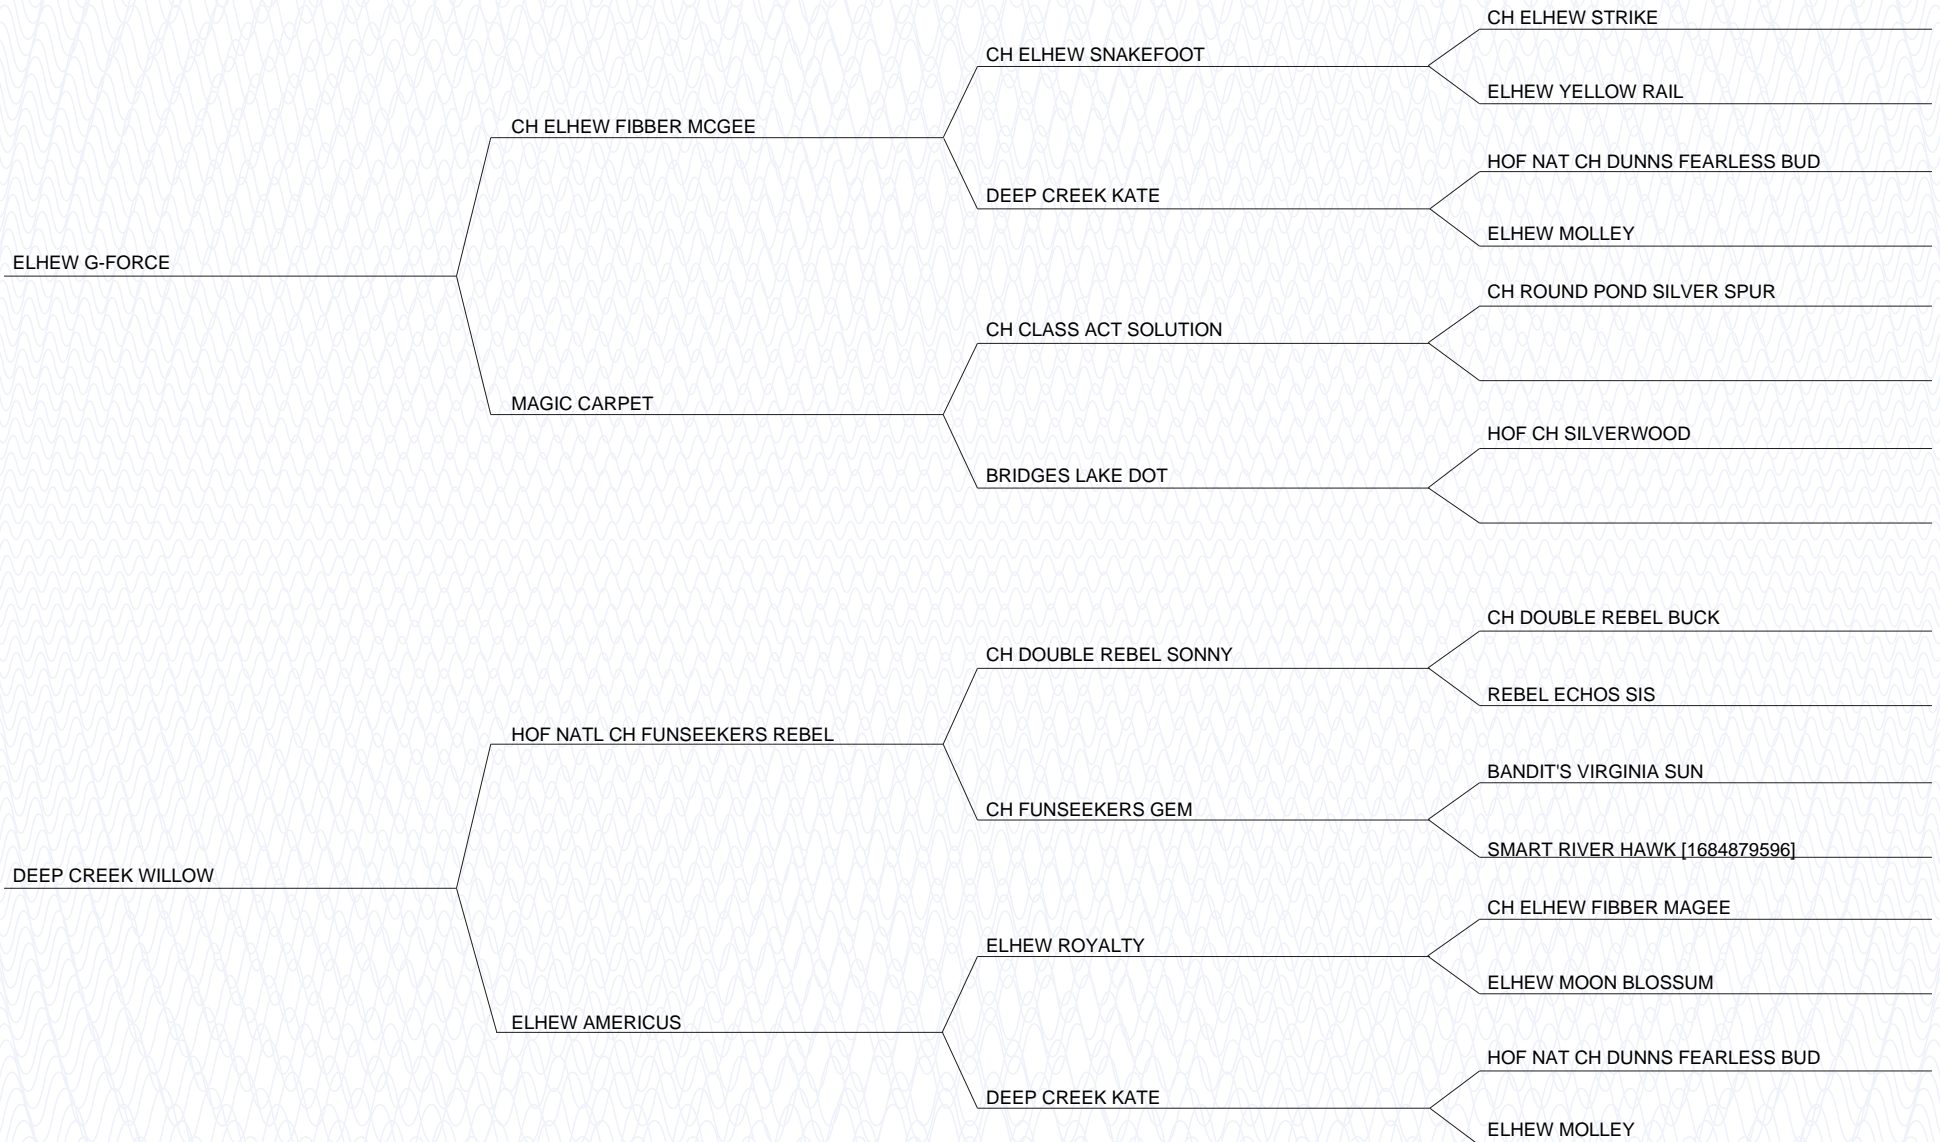 CH ELHEW STRIKE
CH ELHEW SNAKEFOOT
ELHEW YELLOW RAIL
CH ELHEW FIBBER MCGEE
HOF NAT CH DUNNS FEARLESS BUD
DEEP CREEK KATE
ELHEW MOLLEY
ELHEW G-FORCE
CH ROUND POND SILVER SPUR
CH CLASS ACT SOLUTION
MAGIC CARPET
HOF CH SILVERWOOD
BRIDGES LAKE DOT
CH DOUBLE REBEL BUCK
CH DOUBLE REBEL SONNY
REBEL ECHOS SIS
HOF NATL CH FUNSEEKERS REBEL
BANDIT'S VIRGINIA SUN
CH FUNSEEKERS GEM
SMART RIVER HAWK [1684879596]
DEEP CREEK WILLOW
CH ELHEW FIBBER MAGEE
ELHEW ROYALTY
ELHEW MOON BLOSSUM
ELHEW AMERICUS
HOF NAT CH DUNNS FEARLESS BUD
DEEP CREEK KATE
ELHEW MOLLEY